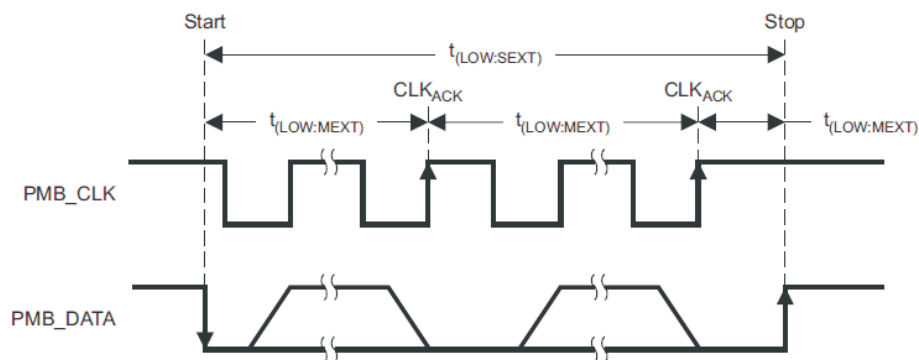 Start Stop
t(LOW:SEXT)
CLKACK CLKACK
t(LOW:MEXT) t(LOW:MEXT) t(LOW:MEXT)
PMB_CLK
PMB_DATA